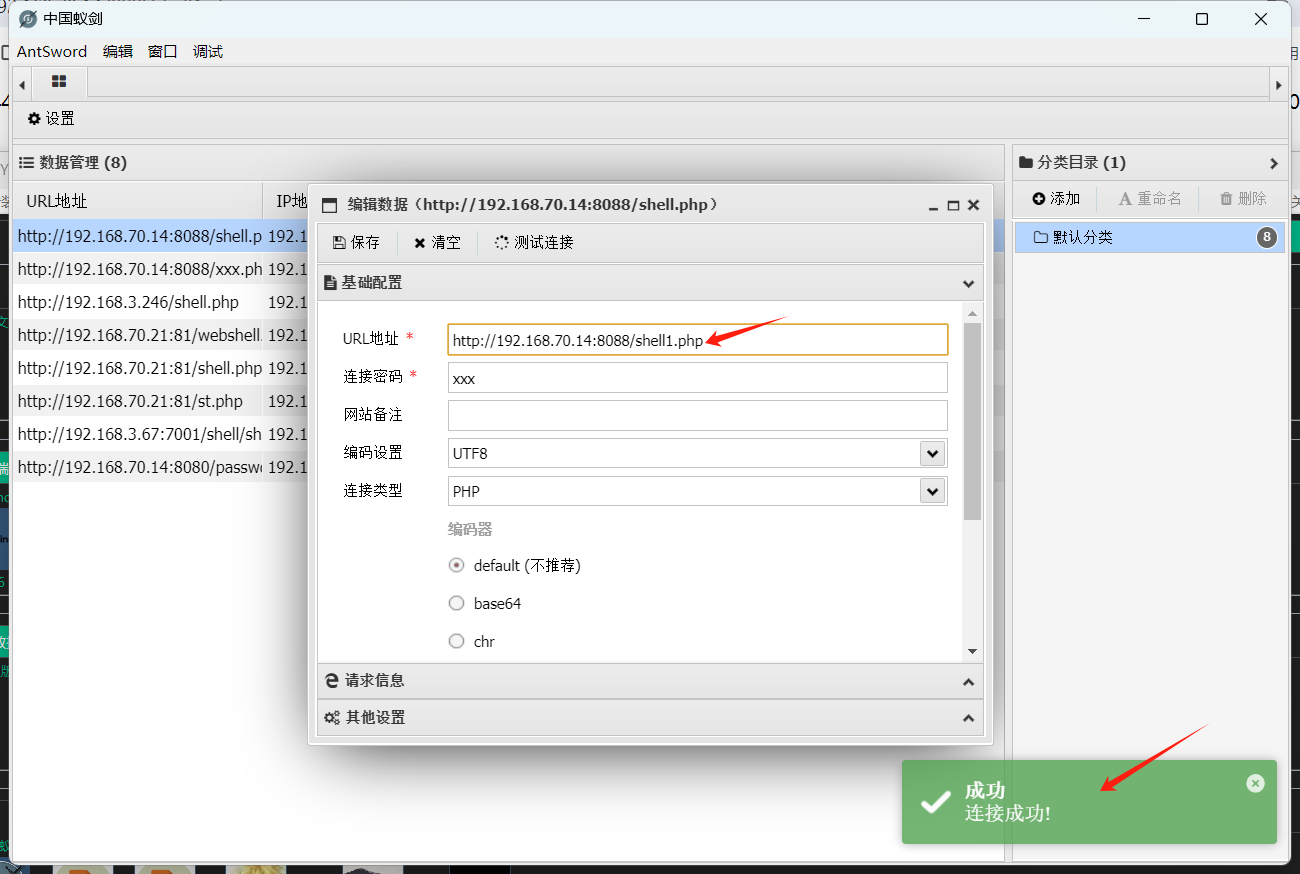 中国蚁剑
AntSword 编辑 窗口 调试
设置
数据管理 (8)
URL地址 IP地
http://192.168.70.14:8088/shell.p 192.1
http://192.168.70.14:8088/xxx.ph 192.1
http://192.168.3.246/shell.php 192.1
http://192.168.70.21:81/webshell. 192.1
http://192.168.70.21:81/shell.php 192.1
http://192.168.70.21:81/st.php 192.1
http://192.168.3.67:7001/shell/sh 192.1
http://192.168.70.14:8080/passwo 192.1
编辑数据（http://192.168.70.14:8088/shell.php）
保存 清空 测试连接
基础配置
URL地址 * http://192.168.70.14:8088/shell1.php
连接密码 * xxx
网站备注
编码设置 UTF8
连接类型 PHP
编码器
default (不推荐)
base64
chr
请求信息
其他设置
分类目录 (1)
添加 重命名 删除
默认分类 8
成功
连接成功!